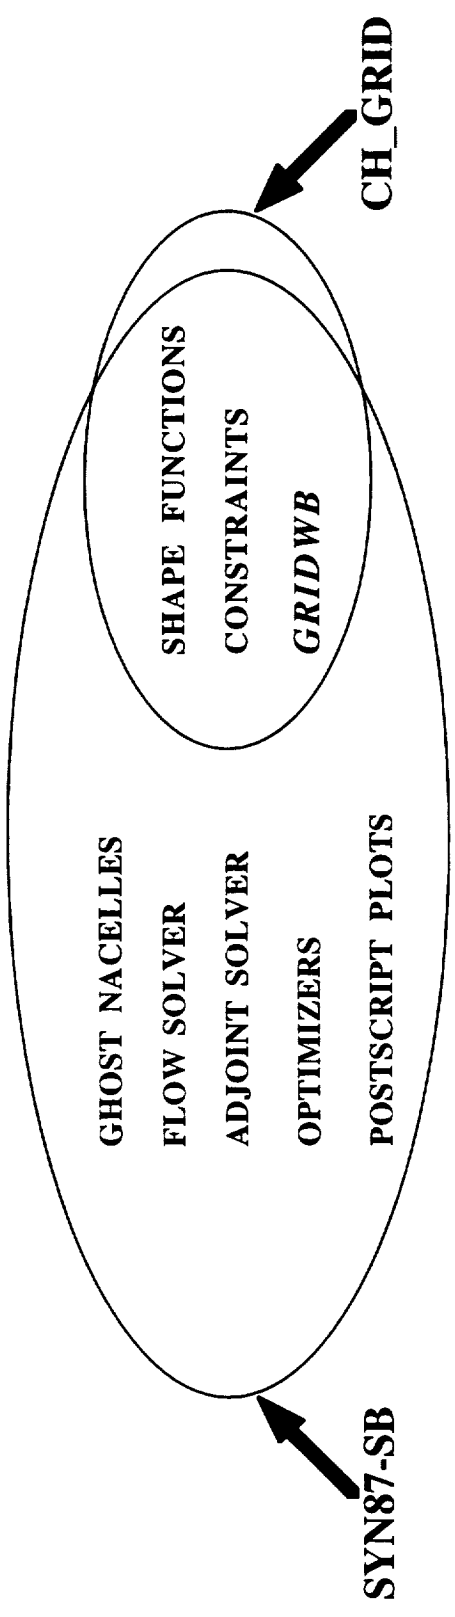 GHOST NACELLES
FLOW SOLVER
ADJOINT SOLVER
OPTIMIZERS
POSTSCRIPT PLOTS
SHAPE FUNCTIONS
CONSTRAINTS
GRIDWB
SYN87-SB
CH_GRID